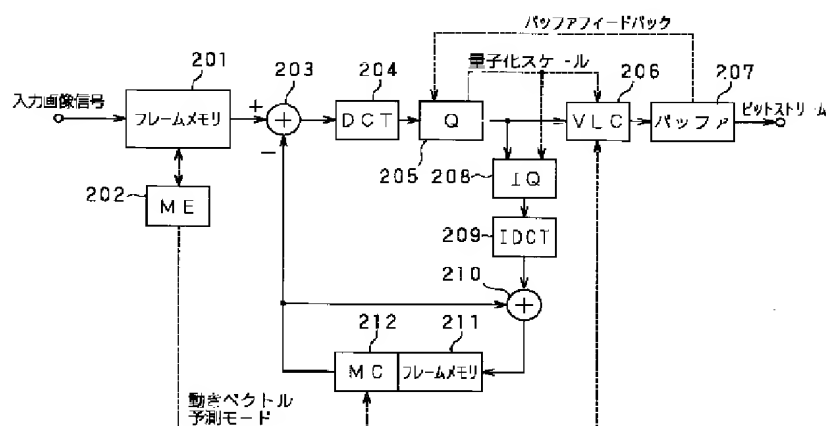 バッファフィードバック
量子化スケール
201
203
204
206
207
入力画像信号
+
フレームメモリ
+
DCT
Q
VLC
バッファ
ビットストリーム
−
205
208
IQ
202
ME
209
IDCT
210
+
212
211
MC
フレームメモリ
動きベクトル
予測モード